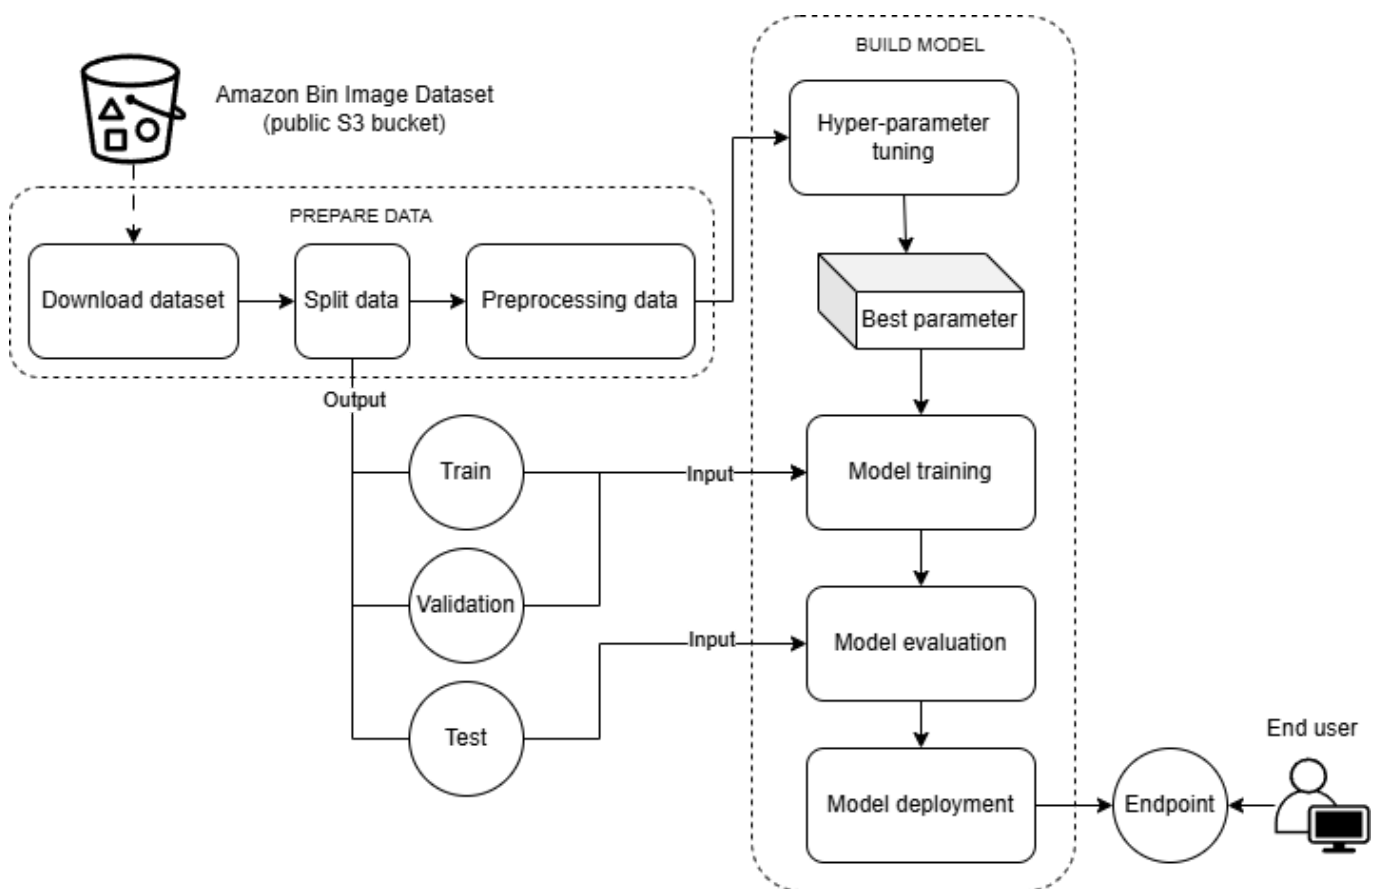 BUILD MODEL
Amazon Bin Image Dataset
(public S3 bucket)
Hyper-parameter
tuning
PREPARE DATA
Download dataset
Split data
Preprocessing data
Best parameter
Output
Train
Input
Model training
Validation
Input
Model evaluation
Test
End user
Model deployment
Endpoint